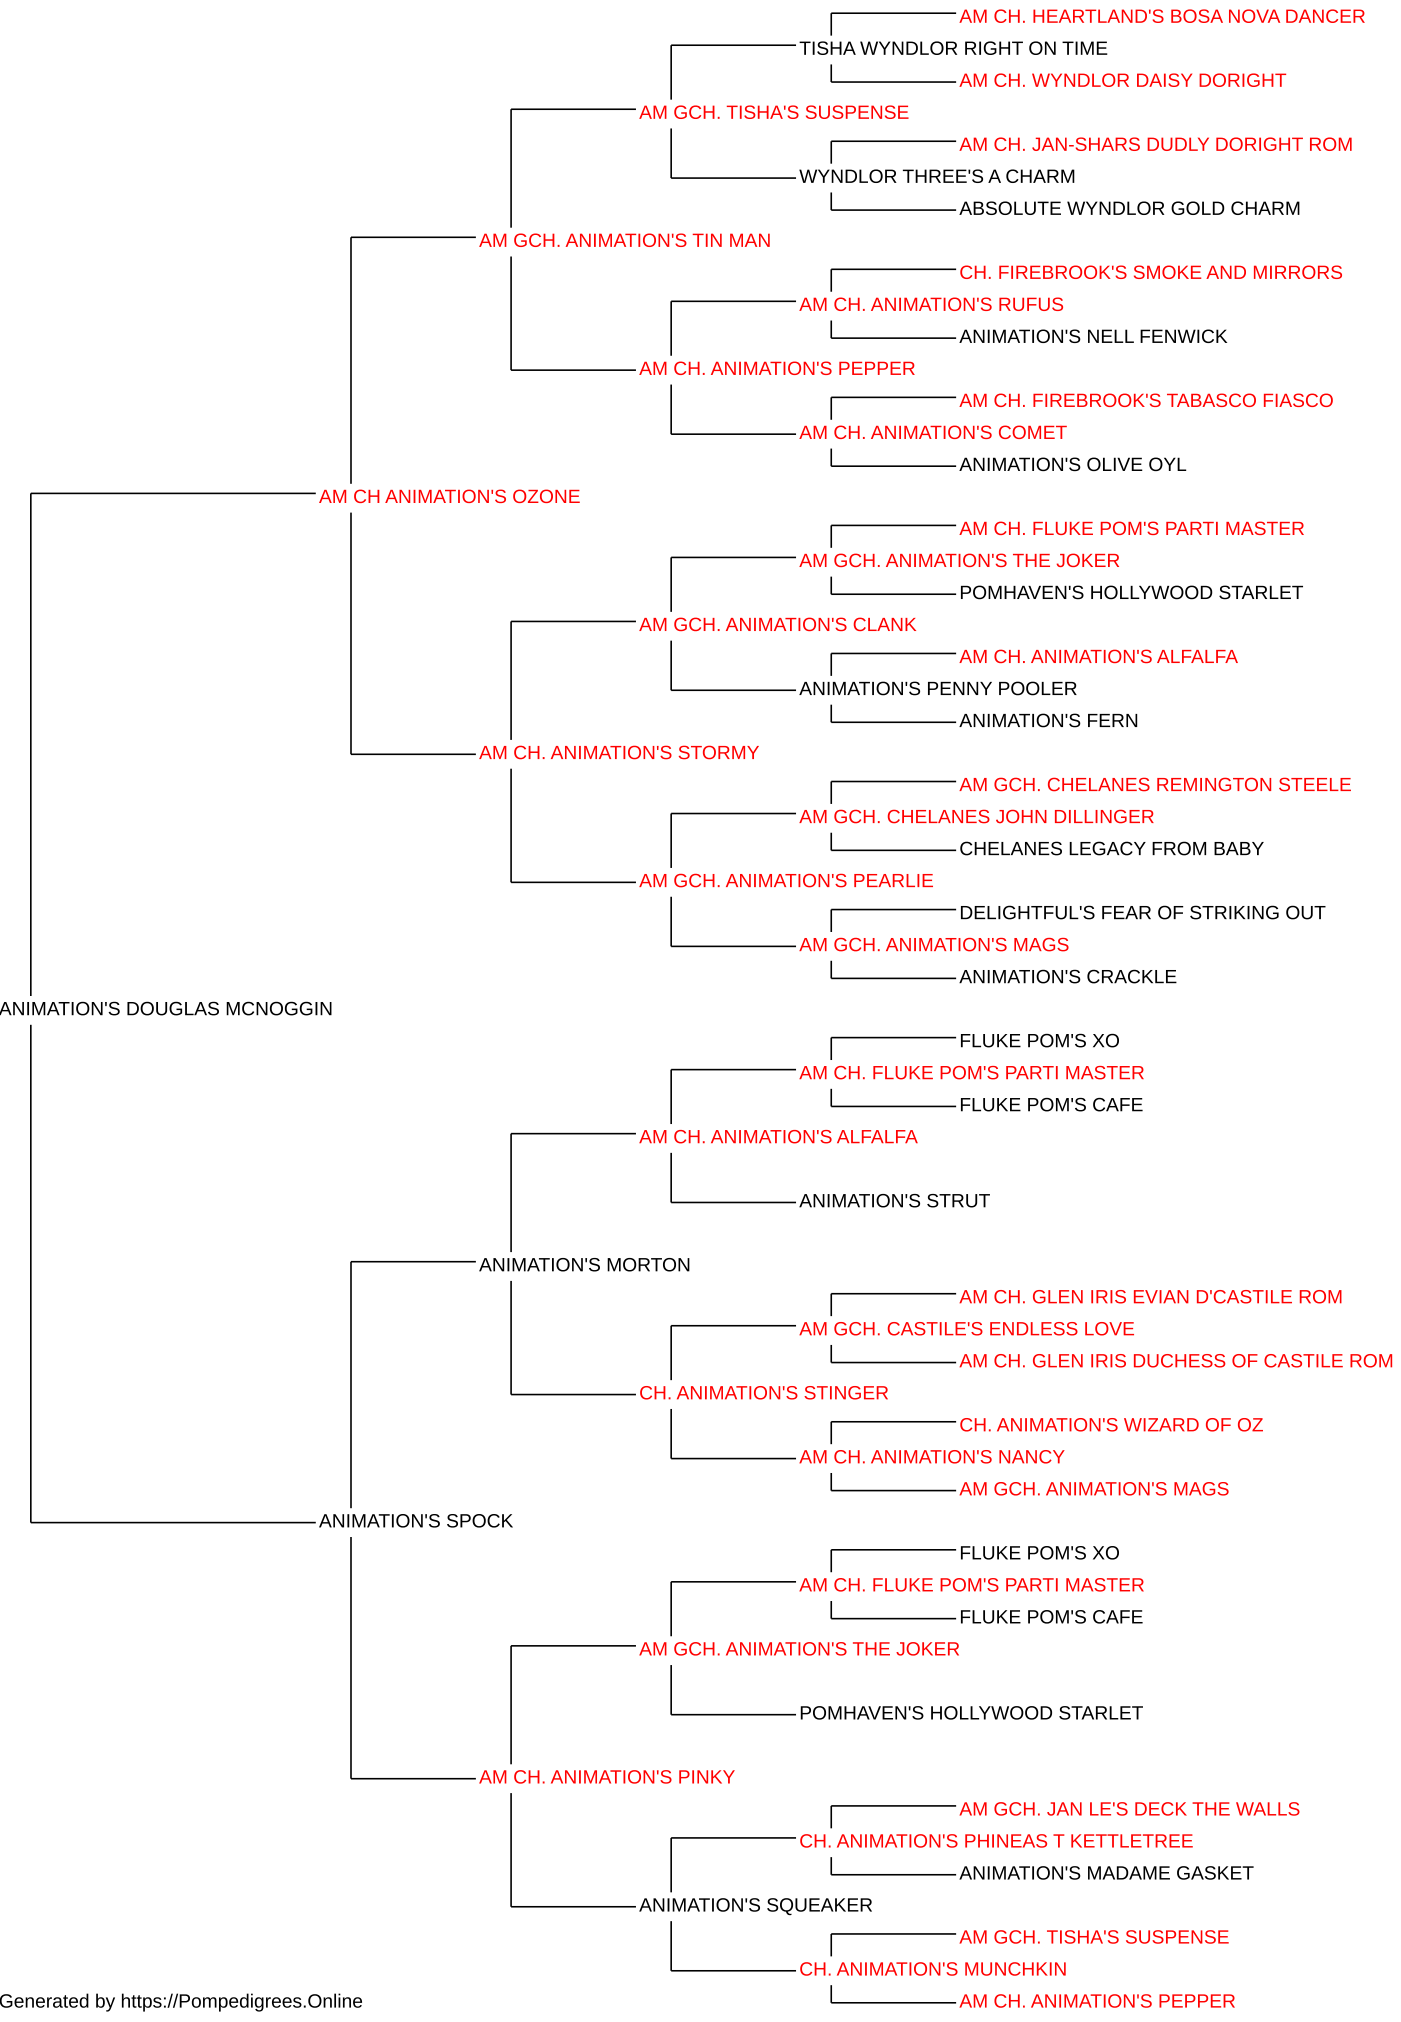 AM CH. HEARTLAND'S BOSA NOVA DANCER
TISHA WYNDLOR RIGHT ON TIME
AM CH. WYNDLOR DAISY DORIGHT
AM GCH. TISHA'S SUSPENSE
AM CH. JAN-SHARS DUDLY DORIGHT ROM
WYNDLOR THREE'S A CHARM
ABSOLUTE WYNDLOR GOLD CHARM
AM GCH. ANIMATION'S TIN MAN
CH. FIREBROOK'S SMOKE AND MIRRORS
AM CH. ANIMATION'S RUFUS
ANIMATION'S NELL FENWICK
AM CH. ANIMATION'S PEPPER
AM CH. FIREBROOK'S TABASCO FIASCO
AM CH. ANIMATION'S COMET
ANIMATION'S OLIVE OYL
AM CH ANIMATION'S OZONE
AM CH. FLUKE POM'S PARTI MASTER
AM GCH. ANIMATION'S THE JOKER
POMHAVEN'S HOLLYWOOD STARLET
AM GCH. ANIMATION'S CLANK
AM CH. ANIMATION'S ALFALFA
ANIMATION'S PENNY POOLER
ANIMATION'S FERN
AM CH. ANIMATION'S STORMY
AM GCH. CHELANES REMINGTON STEELE
AM GCH. CHELANES JOHN DILLINGER
CHELANES LEGACY FROM BABY
AM GCH. ANIMATION'S PEARLIE
DELIGHTFUL'S FEAR OF STRIKING OUT
AM GCH. ANIMATION'S MAGS
ANIMATION'S CRACKLE
ANIMATION'S DOUGLAS MCNOGGIN
FLUKE POM'S XO
AM CH. FLUKE POM'S PARTI MASTER
FLUKE POM'S CAFE
AM CH. ANIMATION'S ALFALFA
ANIMATION'S STRUT
ANIMATION'S MORTON
AM CH. GLEN IRIS EVIAN D'CASTILE ROM
AM GCH. CASTILE'S ENDLESS LOVE
AM CH. GLEN IRIS DUCHESS OF CASTILE ROM
CH. ANIMATION'S STINGER
CH. ANIMATION'S WIZARD OF OZ
AM CH. ANIMATION'S NANCY
AM GCH. ANIMATION'S MAGS
ANIMATION'S SPOCK
FLUKE POM'S XO
AM CH. FLUKE POM'S PARTI MASTER
FLUKE POM'S CAFE
AM GCH. ANIMATION'S THE JOKER
POMHAVEN'S HOLLYWOOD STARLET
AM CH. ANIMATION'S PINKY
AM GCH. JAN LE'S DECK THE WALLS
CH. ANIMATION'S PHINEAS T KETTLETREE
ANIMATION'S MADAME GASKET
ANIMATION'S SQUEAKER
AM GCH. TISHA'S SUSPENSE
CH. ANIMATION'S MUNCHKIN
AM CH. ANIMATION'S PEPPER
Generated by https://Pompedigrees.Online